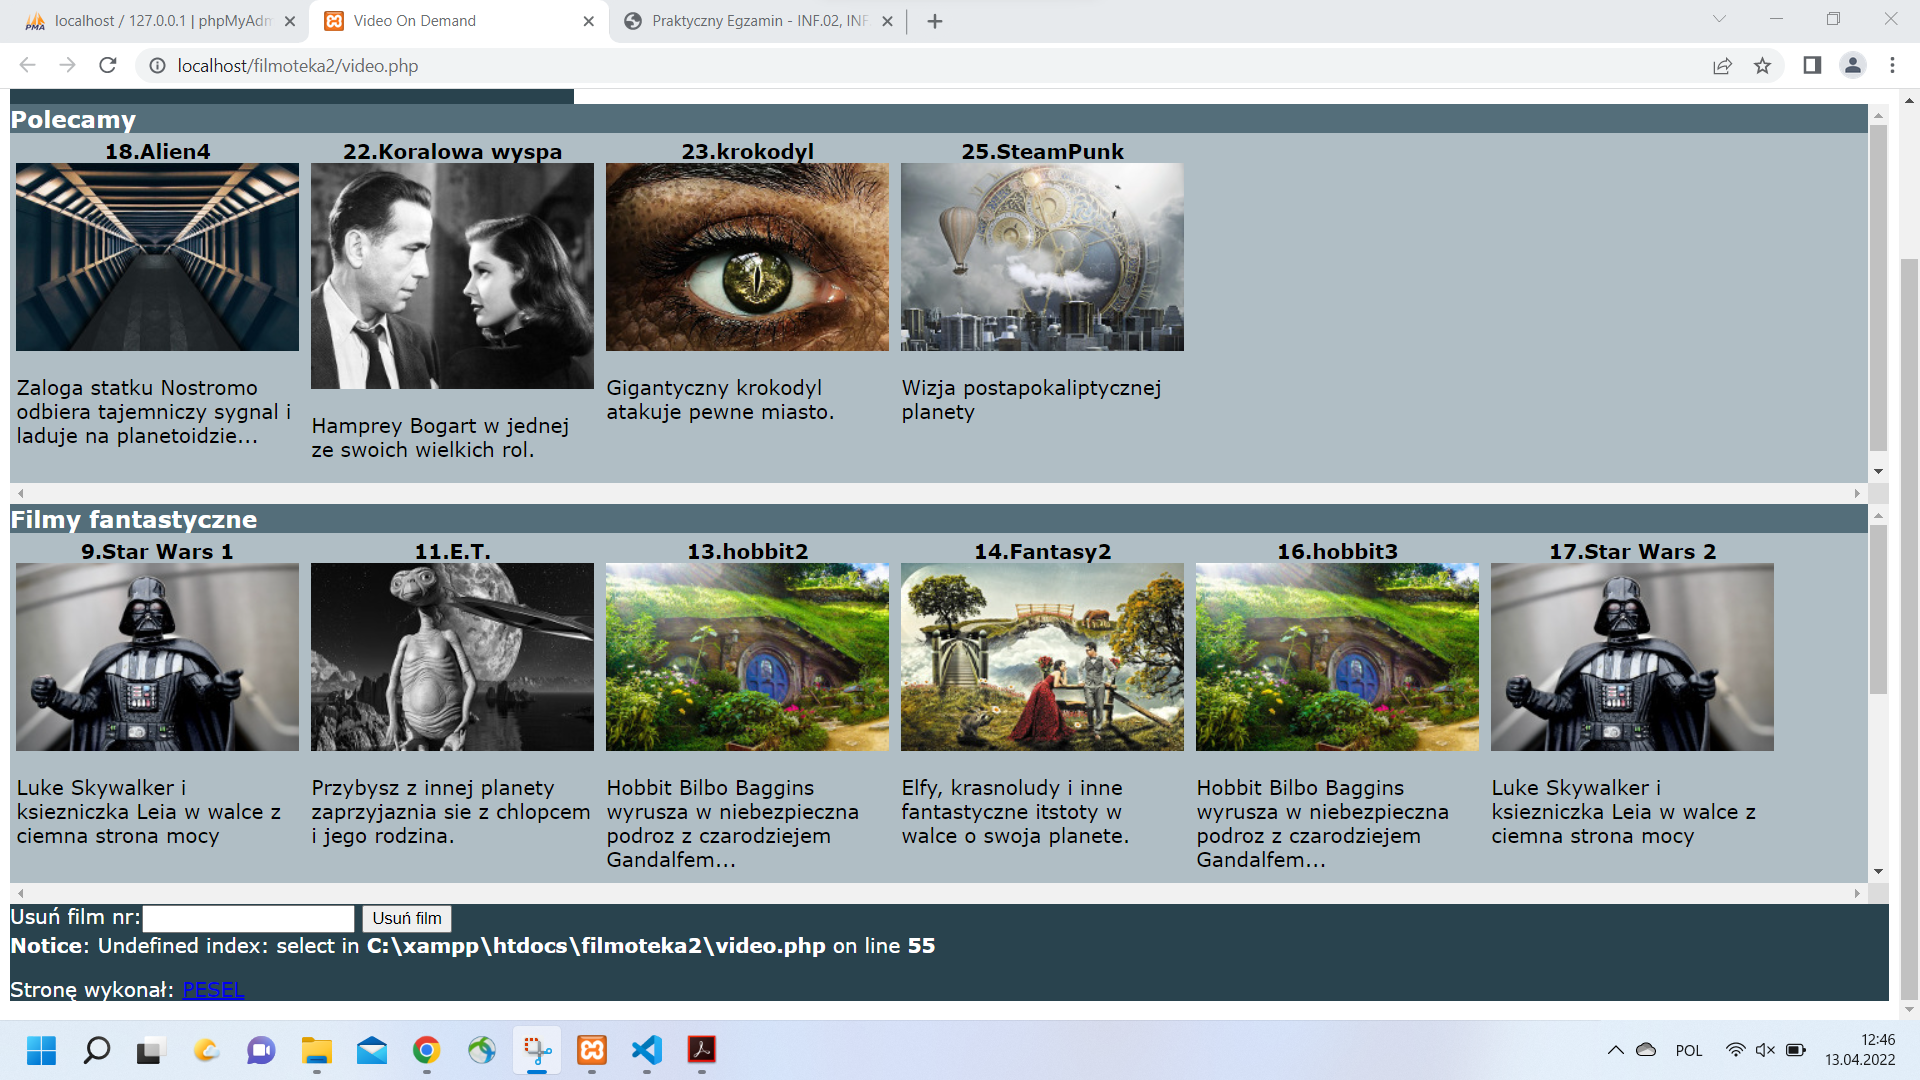 localhost / 127.0.0.1 | phpMyAdm
Video On Demand
Praktyczny Egzamin - INF.02, INF
localhost/filmoteka2/video.php
Polecamy
18.Alien4
22.Koralowa wyspa
23.krokodyl
25.SteamPunk
Zaloga statku Nostromo
odbiera tajemniczy sygnal i
laduje na planetoidzie...
Hamprey Bogart w jednej
ze swoich wielkich rol.
Gigantyczny krokodyl
atakuje pewne miasto.
Wizja postapokaliptycznej
planety
Filmy fantastyczne
9.Star Wars 1
11.E.T.
13.hobbit2
14.Fantasy2
16.hobbit3
17.Star Wars 2
Luke Skywalker i
ksiezniczka Leia w walce z
ciemna strona mocy
Przybysz z innej planety
zaprzyjaznia sie z chlopcem
i jego rodzina.
Hobbit Bilbo Baggins
wyrusza w niebezpieczna
podroz z czarodziejem
Gandalfem...
Elfy, krasnoludy i inne
fantastyczne itstoty w
walce o swoja planete.
Hobbit Bilbo Baggins
wyrusza w niebezpieczna
podroz z czarodziejem
Gandalfem...
Luke Skywalker i
ksiezniczka Leia w walce z
ciemna strona mocy
Usuń film nr: Usuń film
Notice: Undefined index: select in C:\xampp\htdocs\filmoteka2\video.php on line 55
Stronę wykonał: PESEL
POL
12:46
13.04.2022